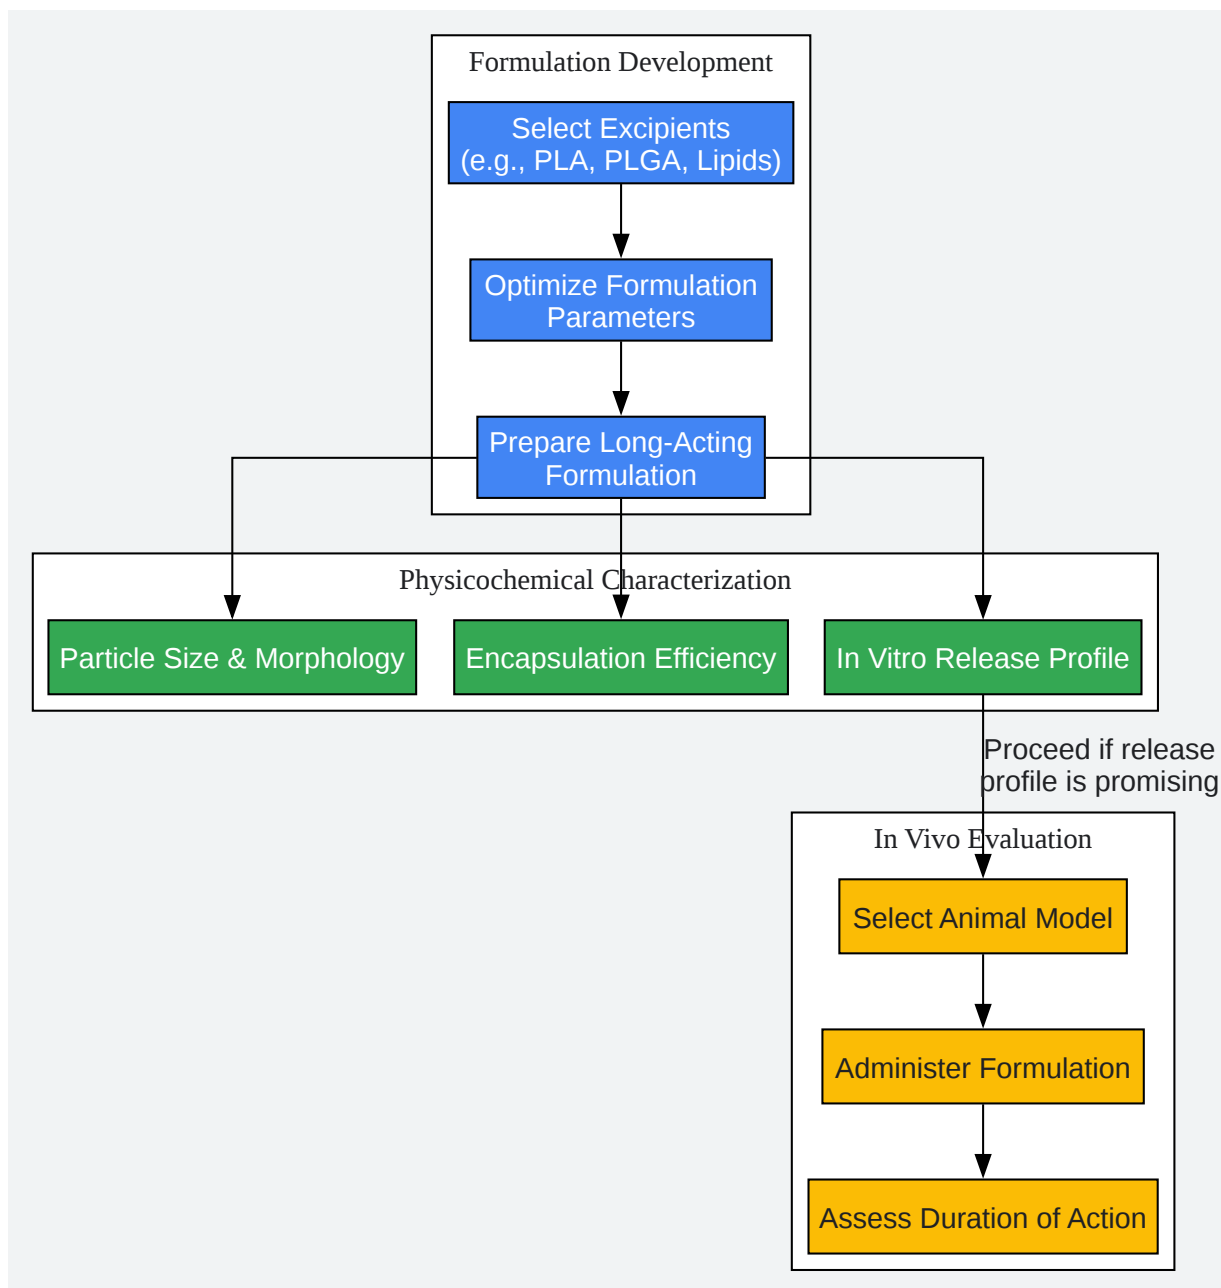 Formulation Development
Select Excipients
(e.g., PLA, PLGA, Lipids)
Optimize Formulation
Parameters
Prepare Long-Acting
Formulation
Physicochemical Characterization
Particle Size & Morphology
Encapsulation Efficiency
In Vitro Release Profile
Proceed if release
profile is promising
In Vivo Evaluation
Select Animal Model
Administer Formulation
Assess Duration of Action